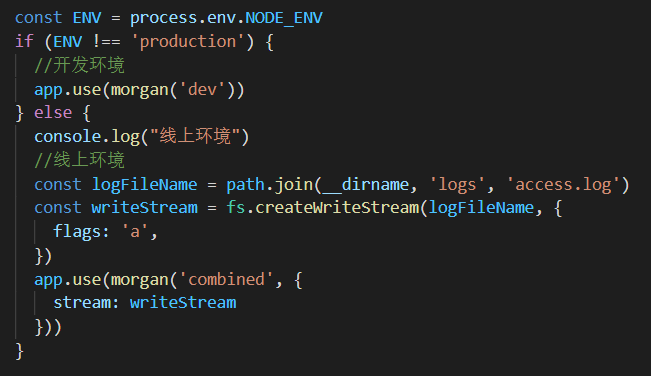 const ENV = process.env.NODE_ENV
if (ENV !== 'production') {
  //开发环境
  app.use(morgan('dev'))
} else {
  console.log("线上环境")
  //线上环境
  const logFileName = path.join(__dirname, 'logs', 'access.log')
  const writeStream = fs.createWriteStream(logFileName, {
    flags: 'a',
  })
  app.use(morgan('combined', {
    stream: writeStream
  }))
}